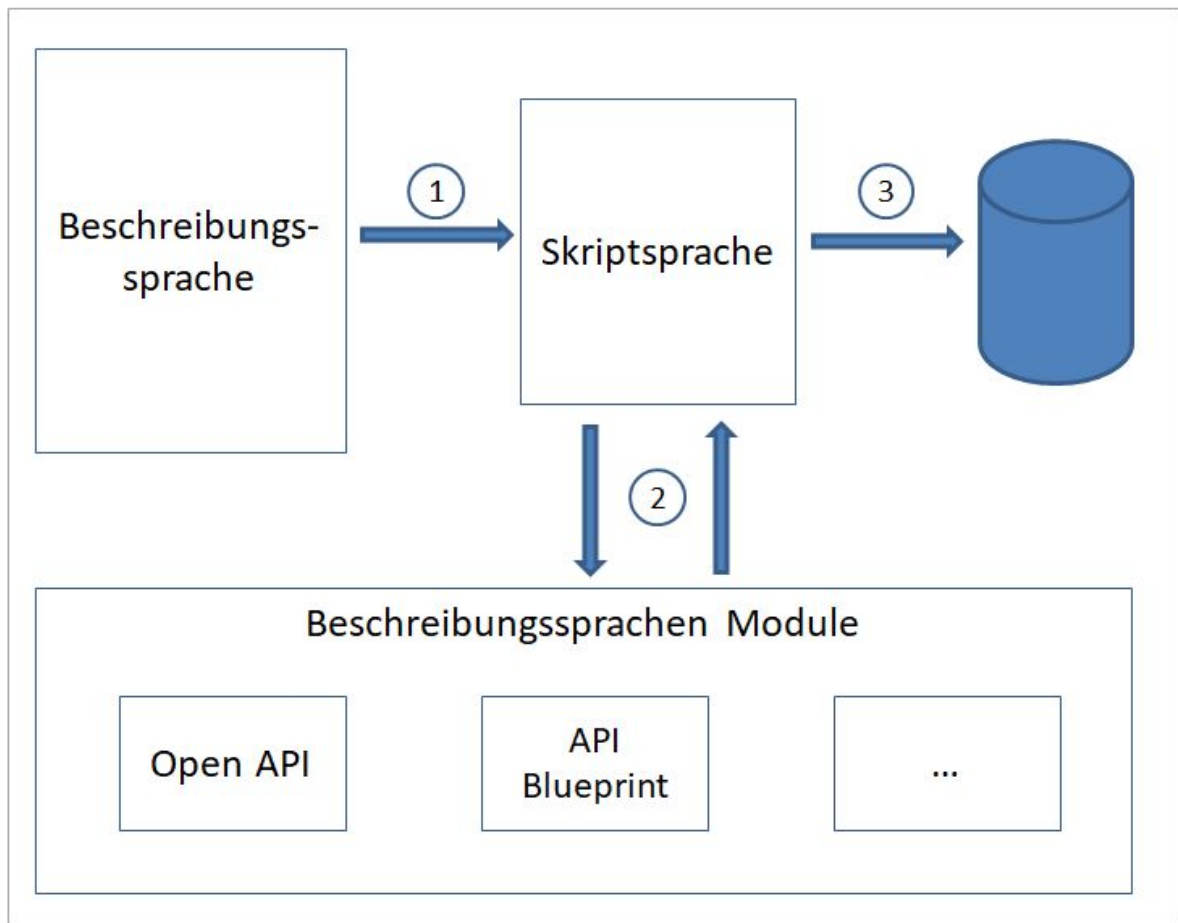 Beschreibungs-
sprache
1
Skriptsprache
3
2
Beschreibungssprachen Module
Open API
API
Blueprint
...